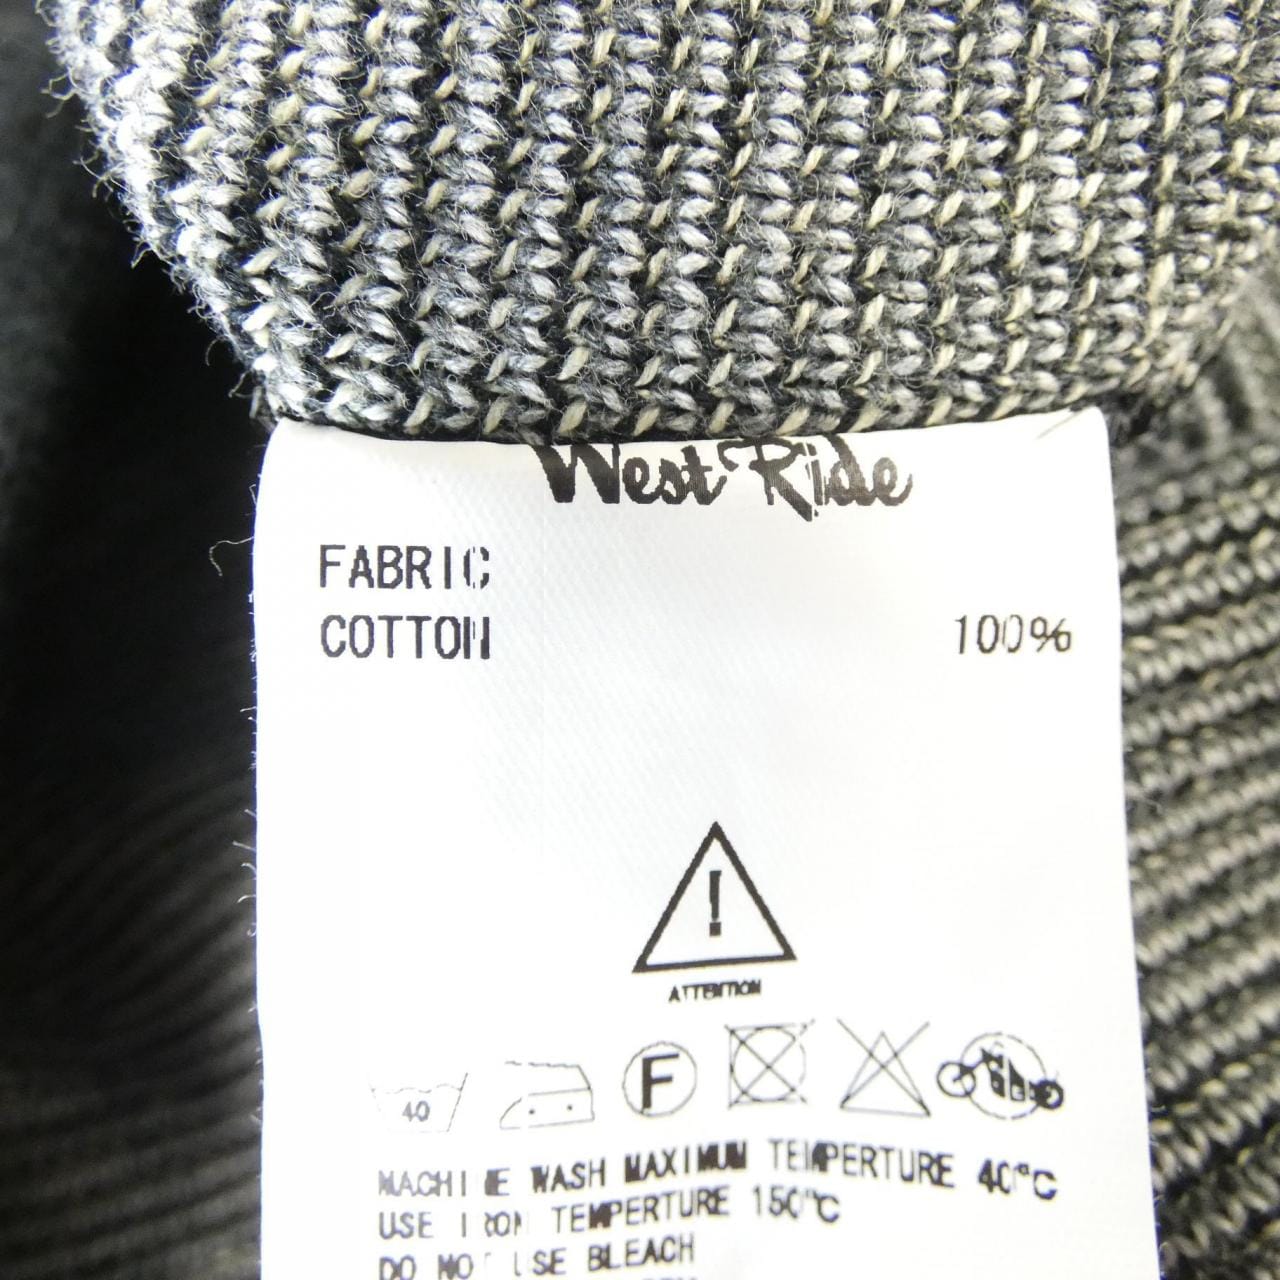 West Ride
FABRIC
COTTON 100%
!
ATTENTION
40 F
MACHINE WASH MAXIMUM TEMPERTURE 40°C
USE IRON TEMPERTURE 150°C
DO NOT USE BLEACH